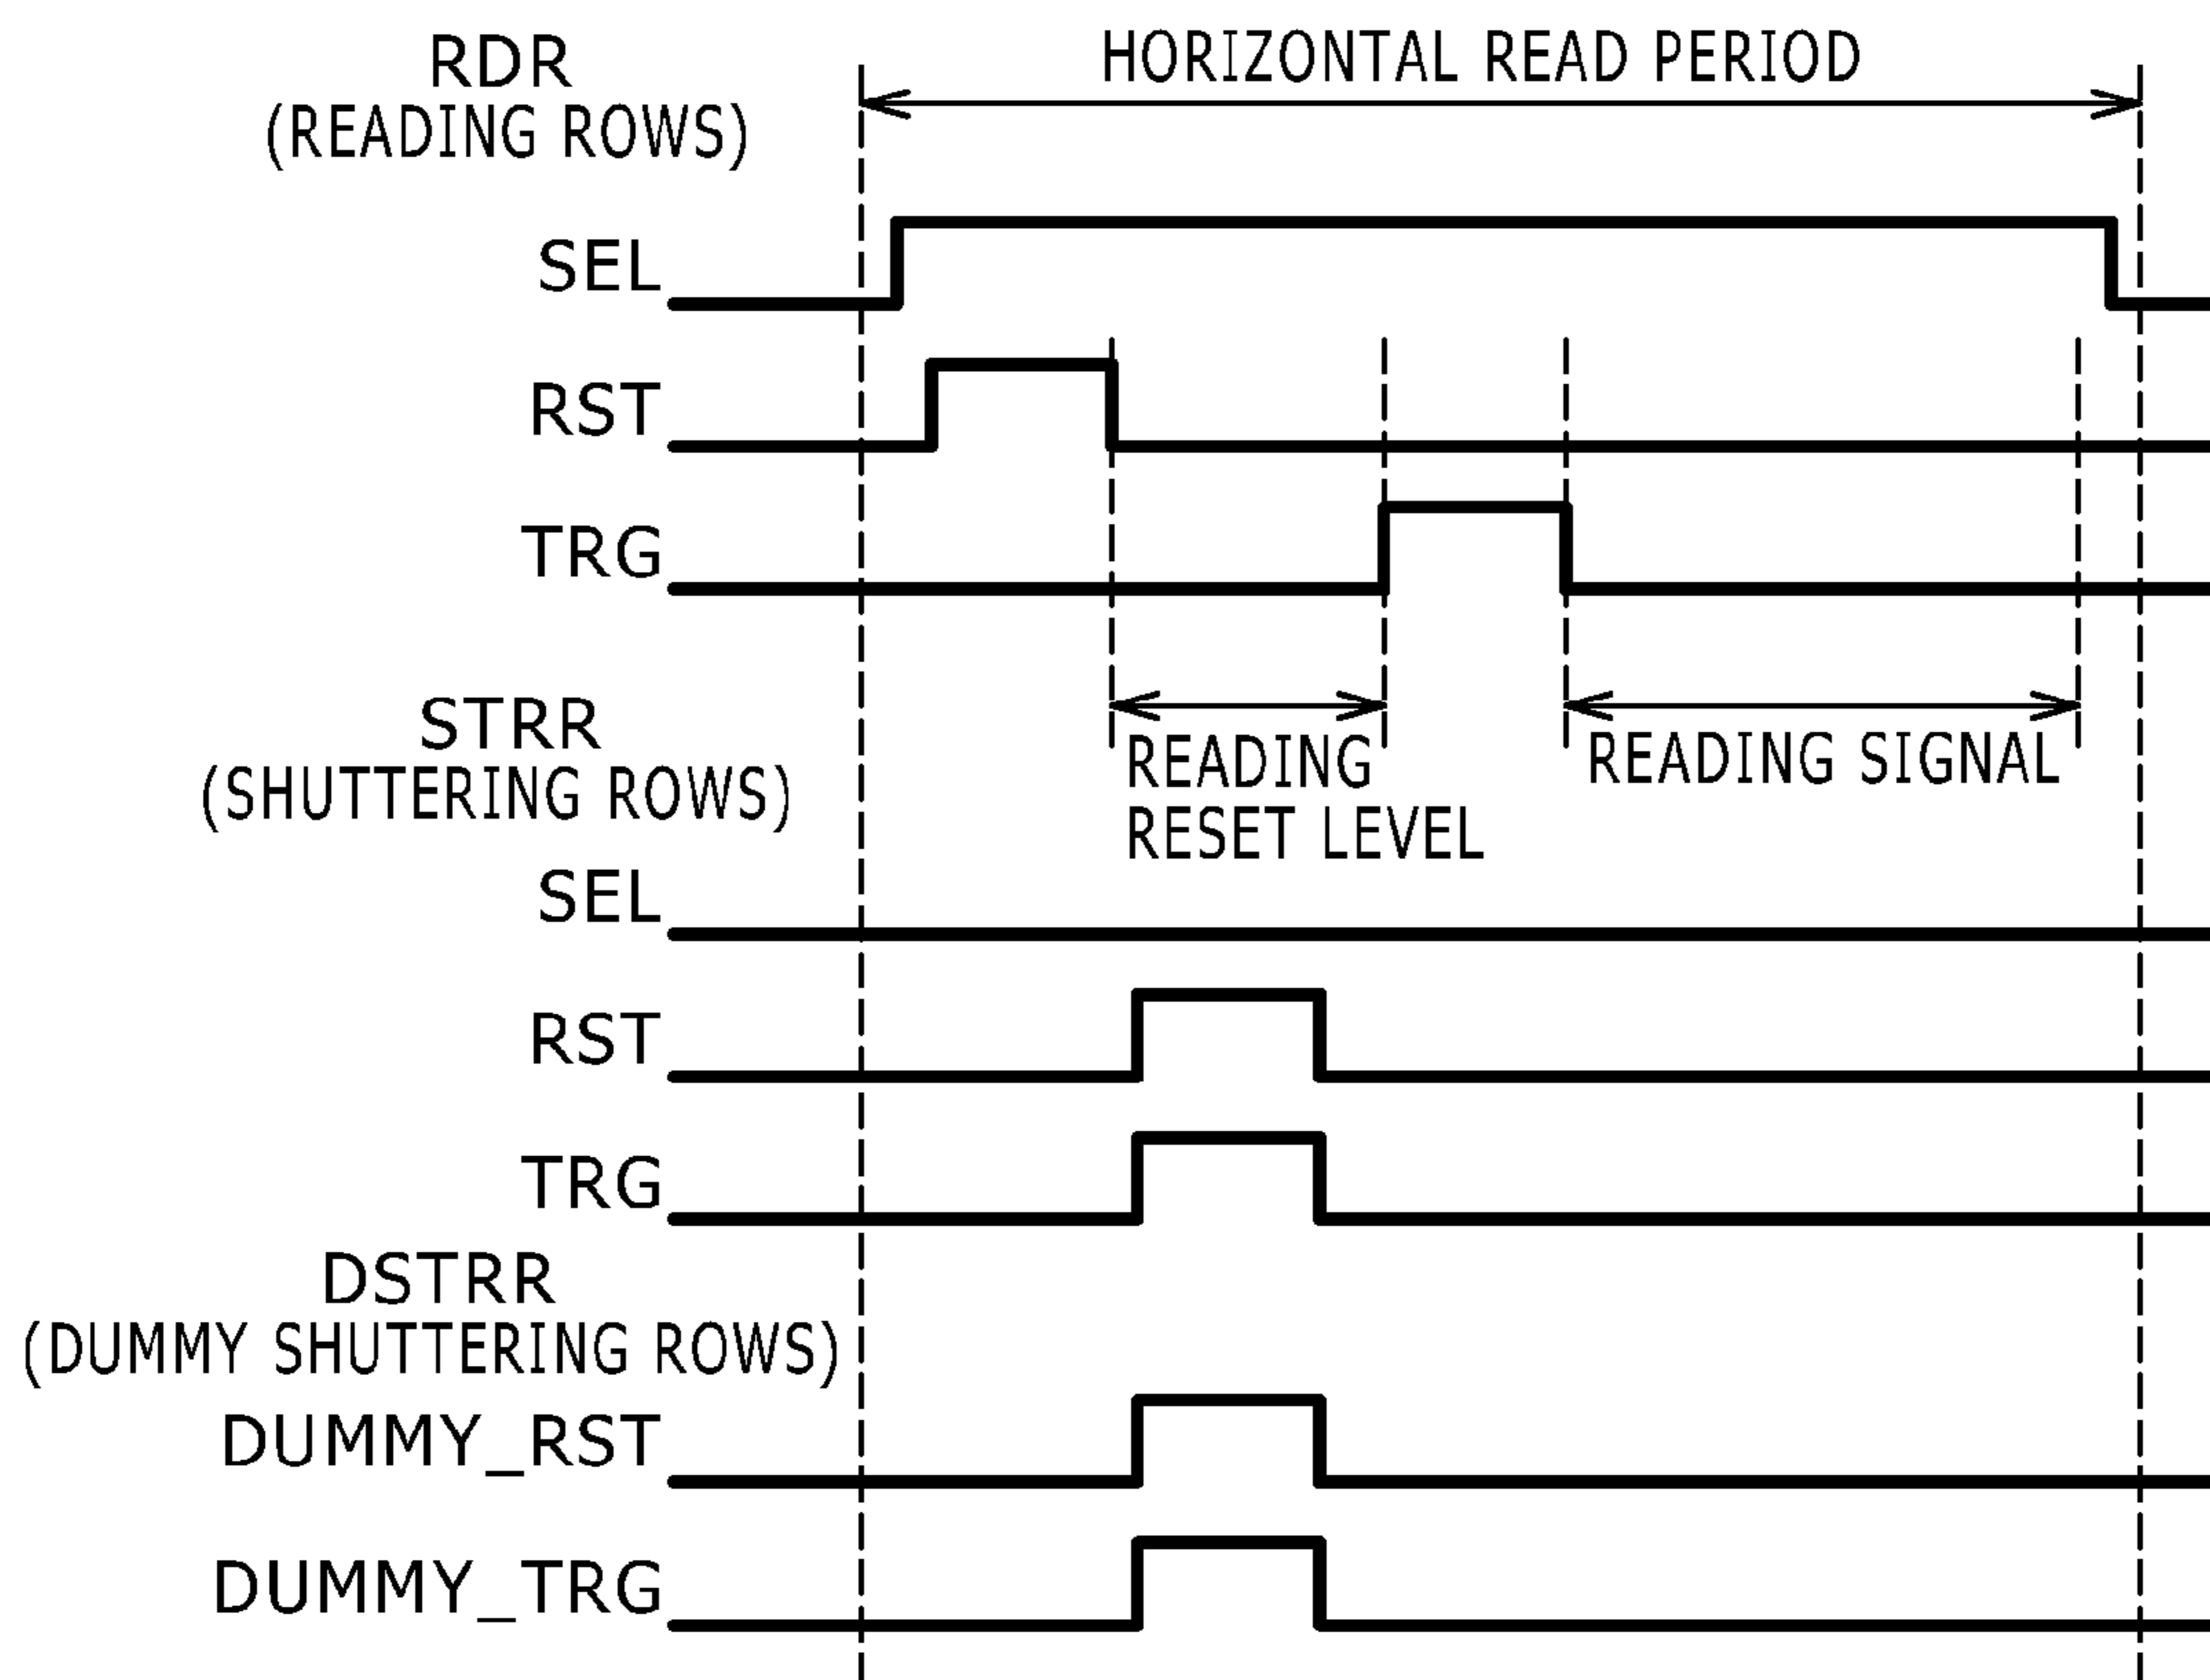 RDR
(READING ROWS)
HORIZONTAL READ PERIOD
SEL
RST
TRG
READING
RESET LEVEL
READING SIGNAL
STRR
(SHUTTERING ROWS)
SEL
RST
TRG
DSTRR
(DUMMY SHUTTERING ROWS)
DUMMY_RST
DUMMY_TRG